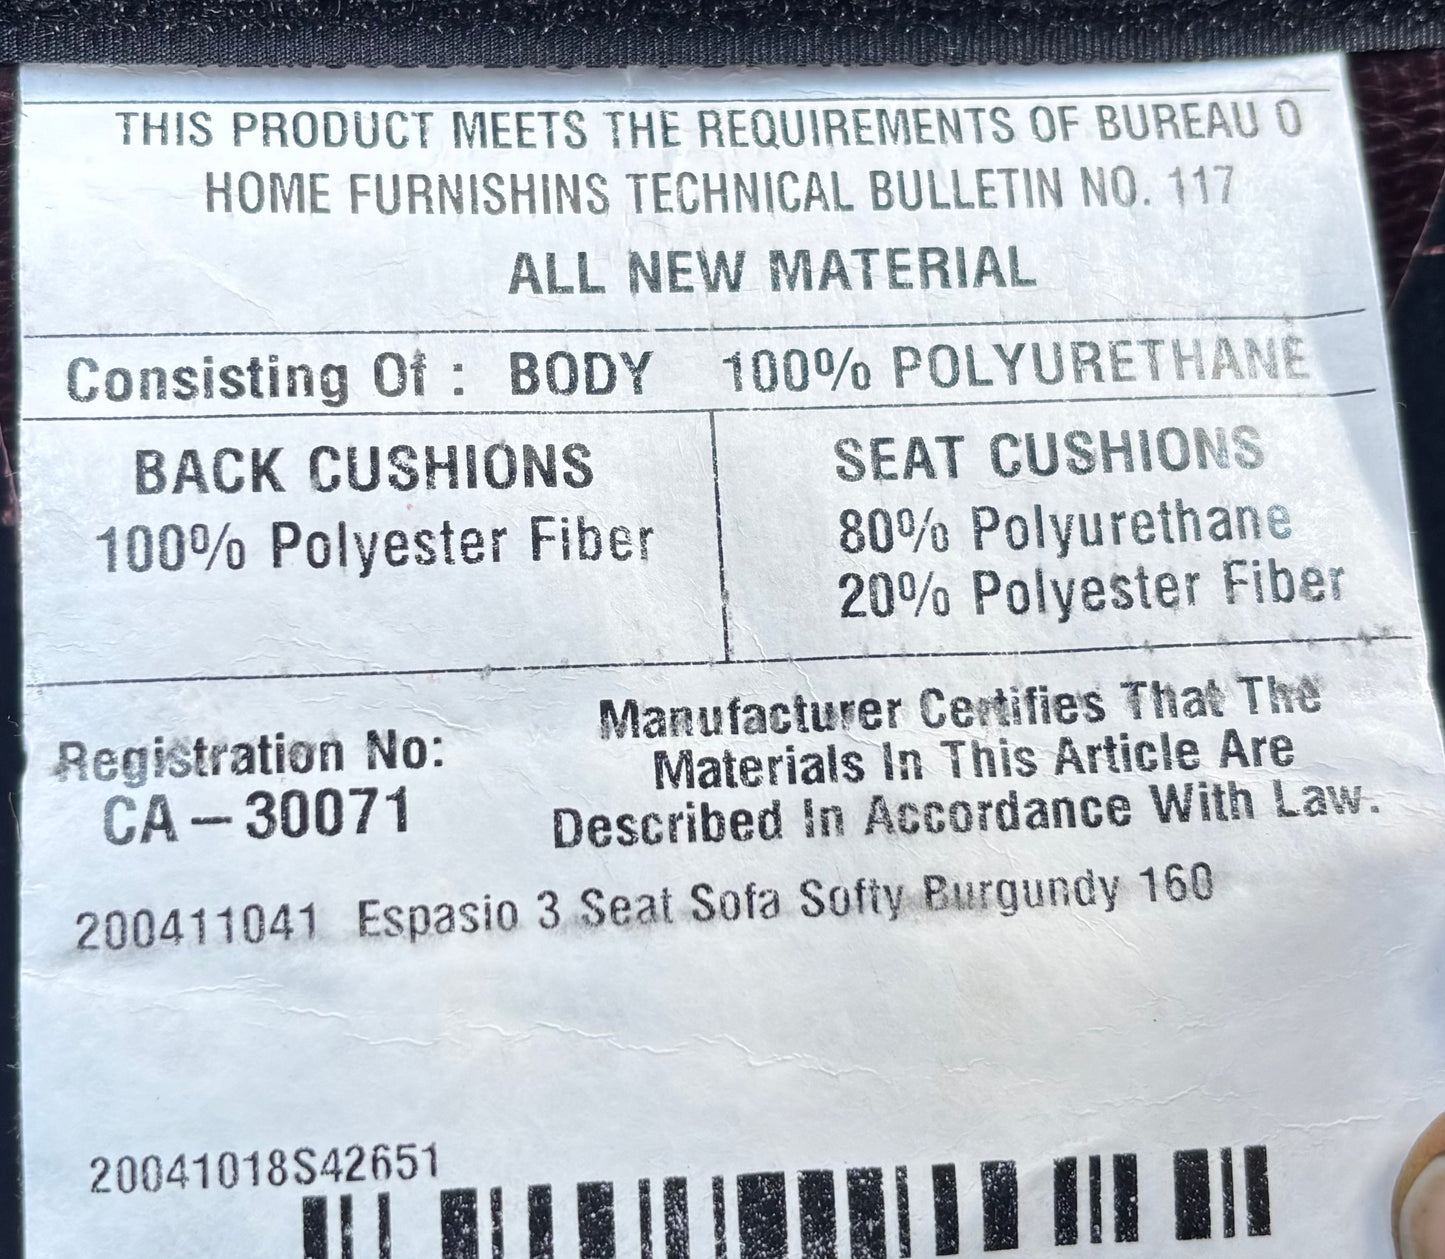 THIS PRODUCT MEETS THE REQUIREMENTS OF BUREAU O
HOME FURNISHINS TECHNICAL BULLETIN NO. 117
ALL NEW MATERIAL
Consisting Of : BODY 100% POLYURETHANE
BACK CUSHIONS
100% Polyester Fiber
SEAT CUSHIONS
80% Polyurethane
20% Polyester Fiber
Registration No:
CA-30071
Manufacturer Certifies That The
Materials In This Article Are
Described In Accordance With Law.
200411041 Espasio 3 Seat Sofa Softy Burgundy 160
20041018S42651